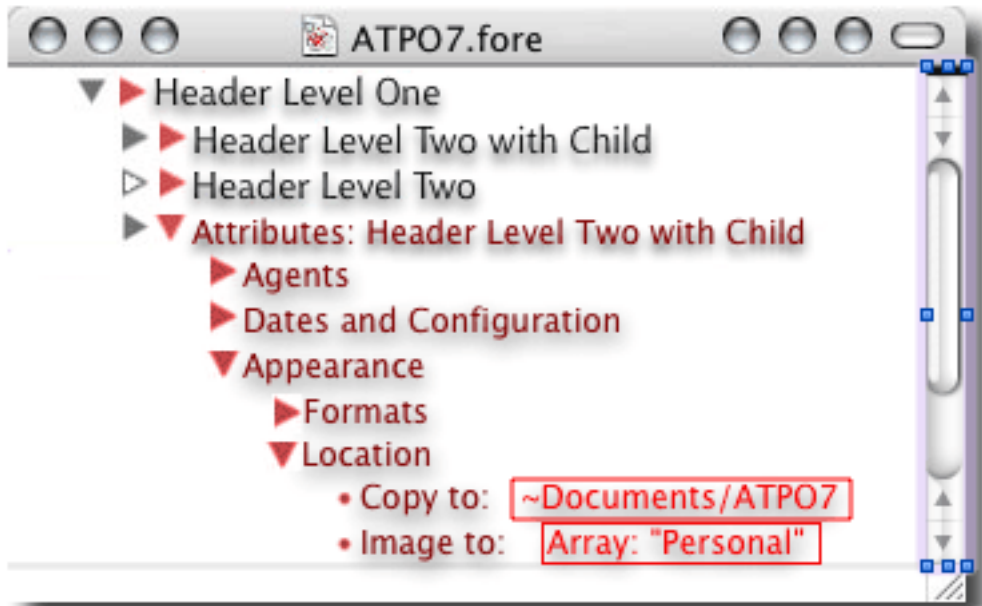 ATPO7.fore
Header Level One
Header Level Two with Child
Header Level Two
Attributes: Header Level Two with Child
Agents
Dates and Configuration
Appearance
Formats
Location
• Copy to: ~Documents/ATPO7
• Image to: Array: "Personal"